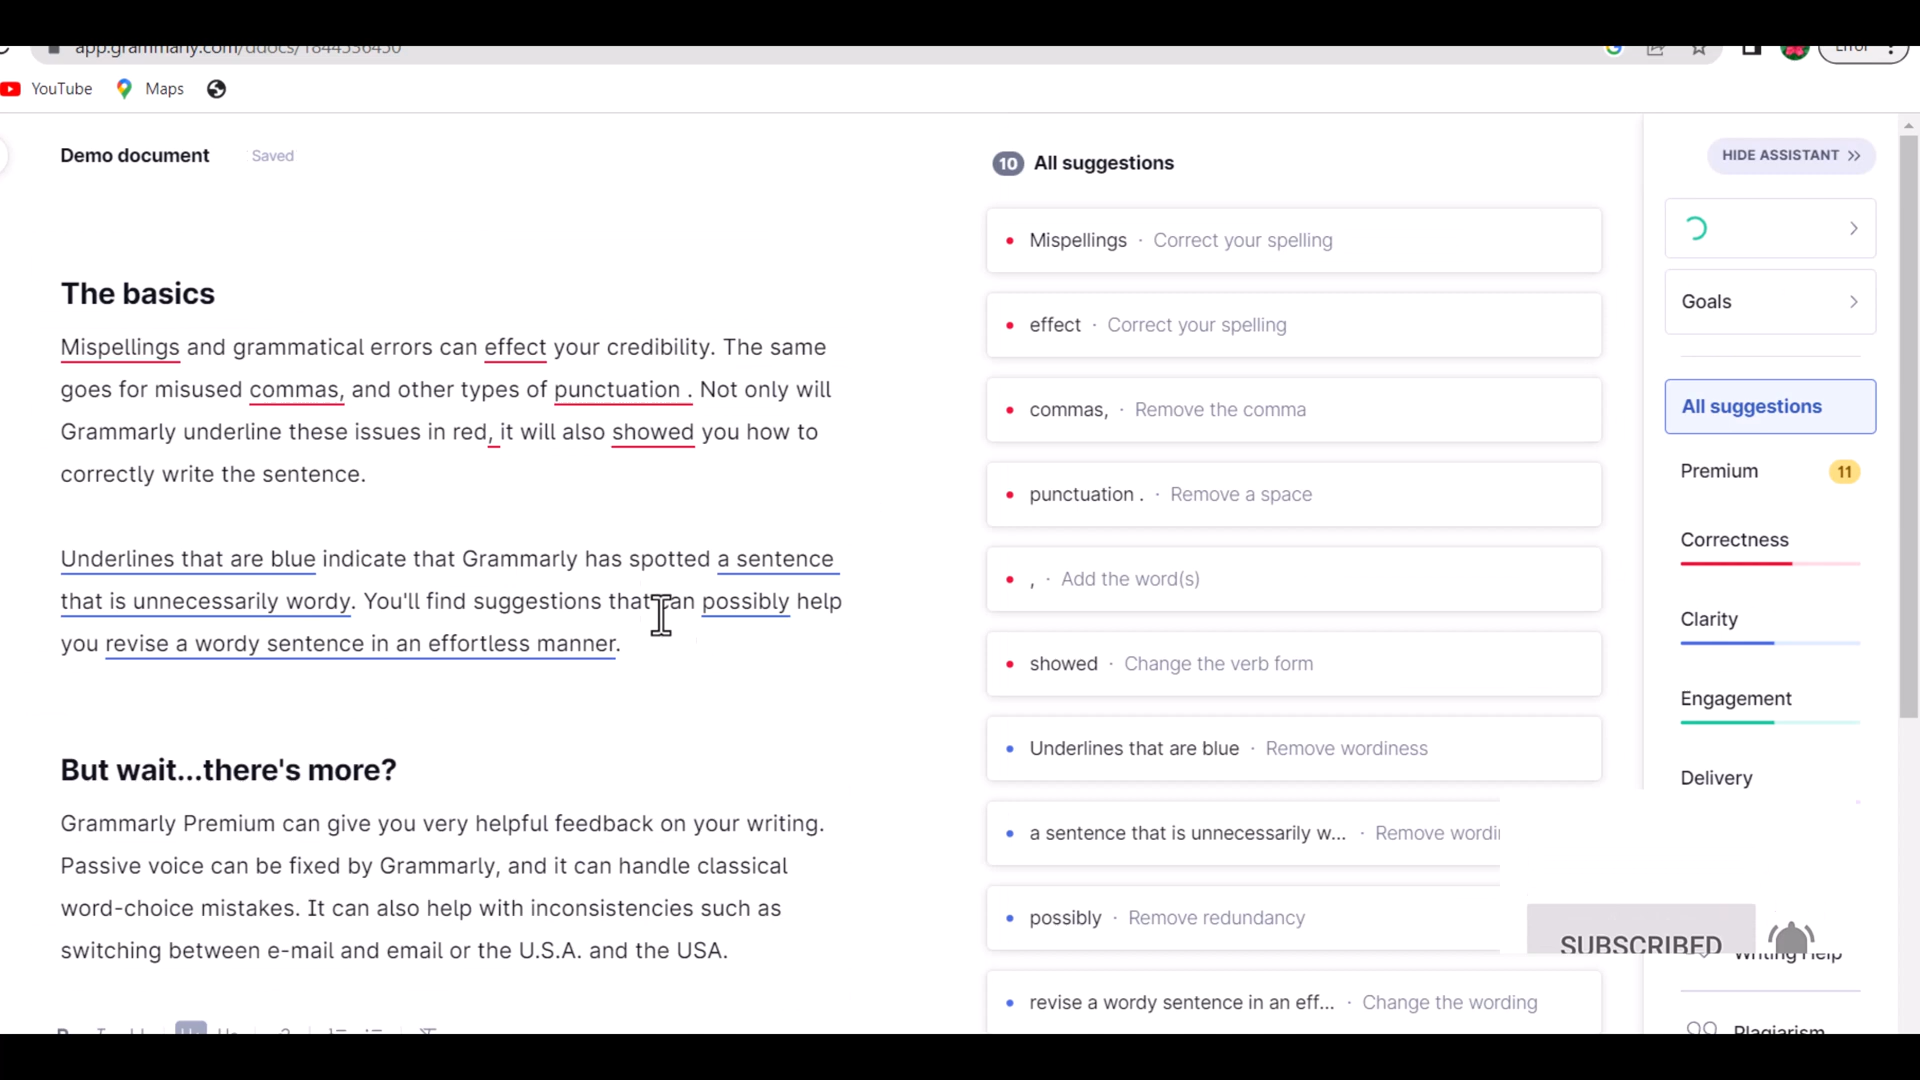 app.grammarly.com/ddocs/1844536450
Error
YouTube
Maps
Demo document
Saved
The basics
Mispellings and grammatical errors can effect your credibility. The same
goes for misused commas, and other types of punctuation . Not only will
Grammarly underline these issues in red, it will also showed you how to
correctly write the sentence.
Underlines that are blue indicate that Grammarly has spotted a sentence
that is unnecessarily wordy. You'll find suggestions that can possibly help
you revise a wordy sentence in an effortless manner.
But wait...there's more?
Grammarly Premium can give you very helpful feedback on your writing.
Passive voice can be fixed by Grammarly, and it can handle classical
word-choice mistakes. It can also help with inconsistencies such as
switching between e-mail and email or the U.S.A. and the USA.
10 All suggestions
Mispellings · Correct your spelling
effect · Correct your spelling
commas, · Remove the comma
punctuation . · Remove a space
, · Add the word(s)
showed · Change the verb form
Underlines that are blue · Remove wordiness
a sentence that is unnecessarily w... · Remove wordi
possibly · Remove redundancy
revise a wordy sentence in an eff... · Change the wording
HIDE ASSISTANT
Goals
All suggestions
Premium 11
Correctness
Clarity
Engagement
Delivery
SUBSCRIBED
Writing Help
Plagiarism